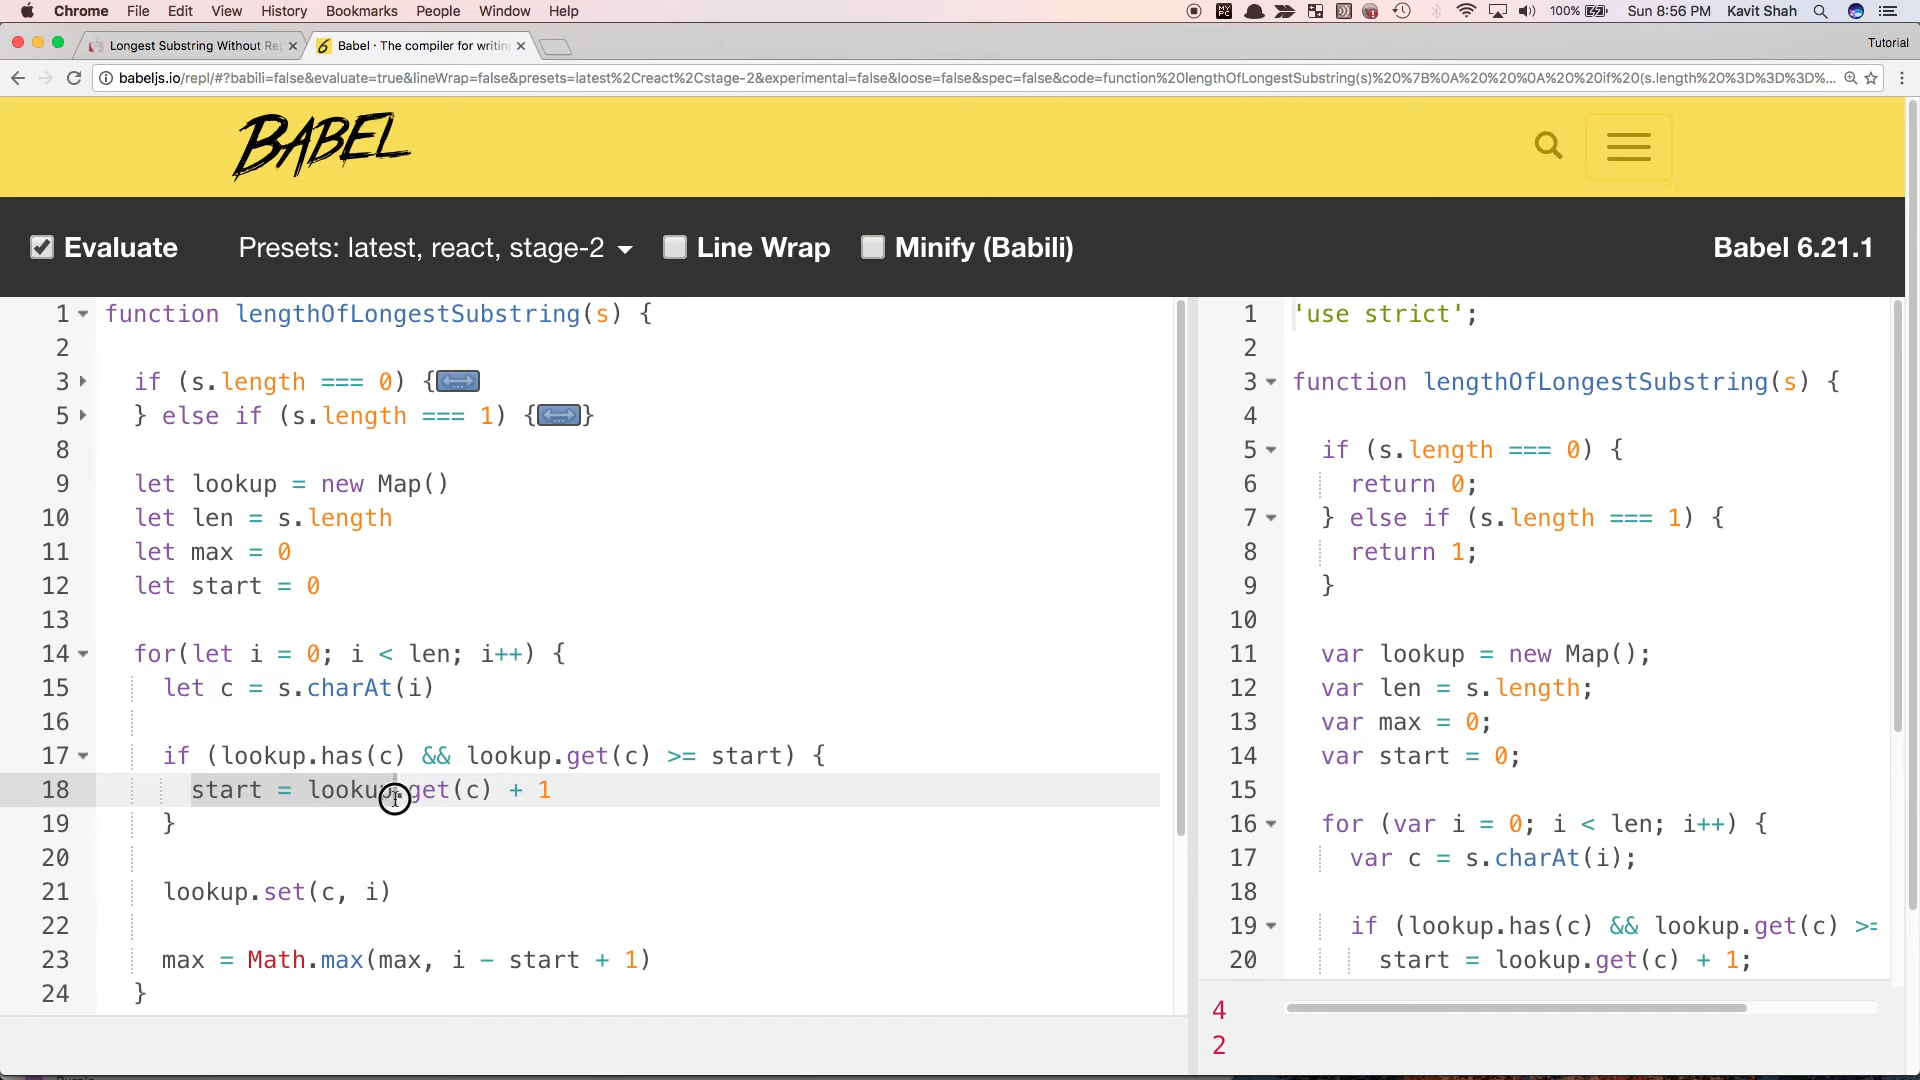 Chrome File Edit View History Bookmarks People Window Help 100% Sun 8:56 PM Kavit Shah
Longest Substring Without Re
Babel · The compiler for writin
Tutorial
babeljs.io/repl/#?babili=false&evaluate=true&lineWrap=false&presets=latest%2Creact%2Cstage-2&experimental=false&loose=false&spec=false&code=function%20lengthOfLongestSubstring(s)%20%7B%0A%20%20%0A%20%20if%20(s.length%20%3D%3D%3D%...
BABEL
Evaluate Presets: latest, react, stage-2 Line Wrap Minify (Babili) Babel 6.21.1
1 function lengthOfLongestSubstring(s) {
2
3 if (s.length === 0) {
5 } else if (s.length === 1) {}
8
9 let lookup = new Map()
10 let len = s.length
11 let max = 0
12 let start = 0
13
14 for(let i = 0; i < len; i++) {
15 let c = s.charAt(i)
16
17 if (lookup.has(c) && lookup.get(c) >= start) {
18 start = lookup.get(c) + 1
19 }
20
21 lookup.set(c, i)
22
23 max = Math.max(max, i - start + 1)
24 }
1 'use strict';
2
3 function lengthOfLongestSubstring(s) {
4
5 if (s.length === 0) {
6 return 0;
7 } else if (s.length === 1) {
8 return 1;
9 }
10
11 var lookup = new Map();
12 var len = s.length;
13 var max = 0;
14 var start = 0;
15
16 for (var i = 0; i < len; i++) {
17 var c = s.charAt(i);
18
19 if (lookup.has(c) && lookup.get(c) >=
20 start = lookup.get(c) + 1;
4
2